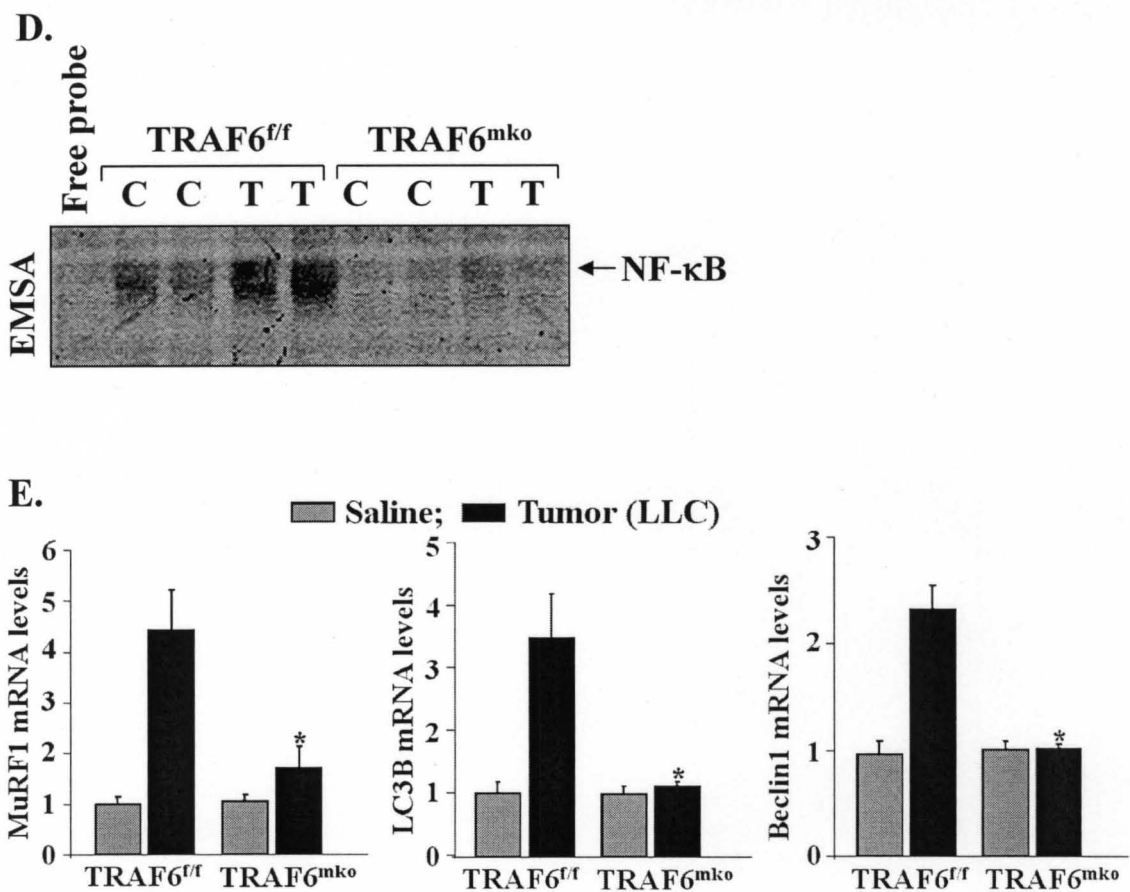 D.
Free probe
TRAF6f/f TRAF6mko
C C T T C C T T
EMSA
NF-κB
E.
Saline; Tumor (LLC)
MuRF1 mRNA levels
6
5
4
3
2
1
0
TRAF6f/f TRAF6mko
*
LC3B mRNA levels
5
4
3
2
1
0
TRAF6f/f TRAF6mko
*
Beclin1 mRNA levels
3
2
1
0
TRAF6f/f TRAF6mko
*